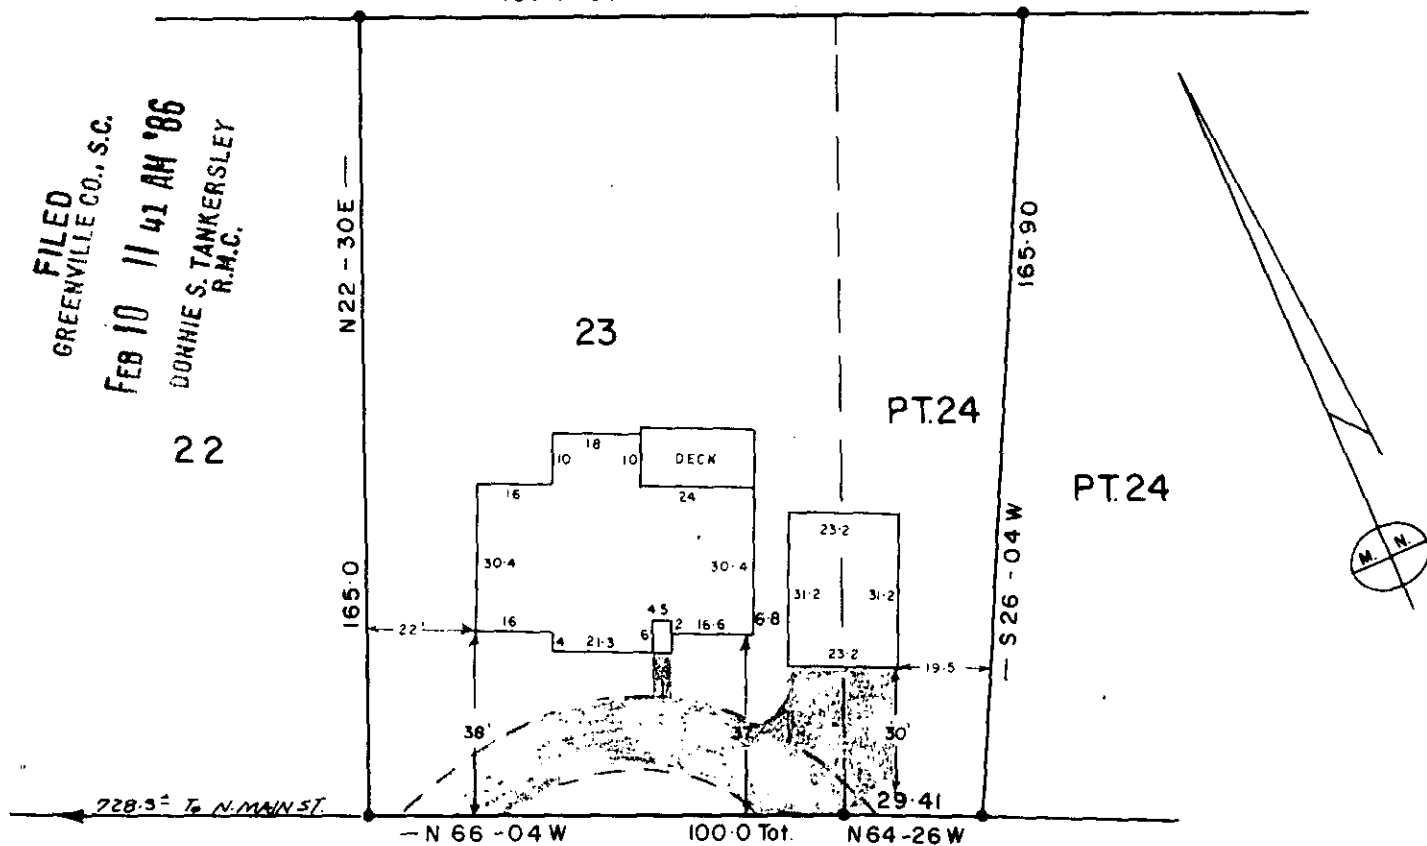 FILED
GREENVILLE CO., S.C.
FEB 10 11 41 AM '86
DONNIE S. TANKERSLEY
R.M.C.
22
N 22 - 30 E
165.0
23
PT. 24
PT. 24
165.90
S 26 - 04 W
M. N.
18
10
10
DECK
16
24
30.4
30.4
23.2
31.2
31.2
23.2
4.5
2
16.6
6.8
22'
16
4
21.3
6
19.5
38'
37'
30'
29.41
728.3± To N. MAIN ST.
N 66 - 04 W
100.0 Tot.
N 64 - 26 W